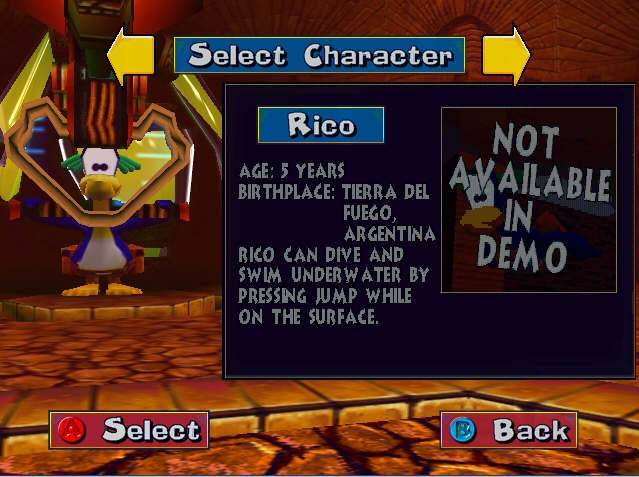 Select Character
Rico
AGE: 5 YEARS
BIRTHPLACE: TIERRA DEL
FUEGO,
ARGENTINA
RICO CAN DIVE AND
SWIM UNDERWATER BY
PRESSING JUMP WHILE
ON THE SURFACE.
NOT
AVAILABLE
IN
DEMO
A Select
B Back